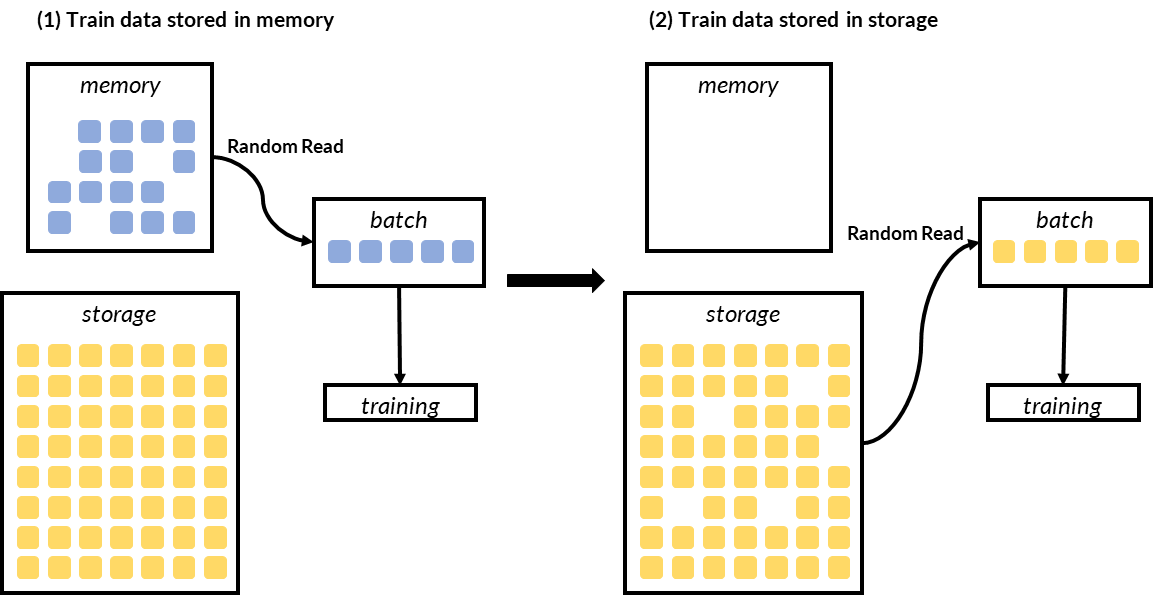 (1) Train data stored in memory
memory
Random Read
batch
storage
training
(2) Train data stored in storage
memory
Random Read
batch
storage
training